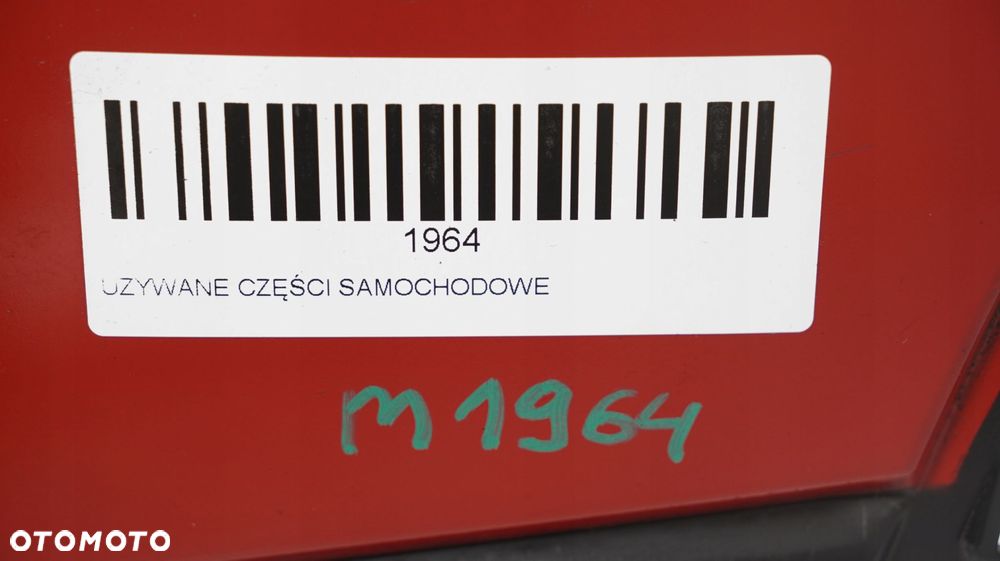 1964
UZYWANE CZĘŚCI SAMOCHODOWE
M1964
OTOMOTO